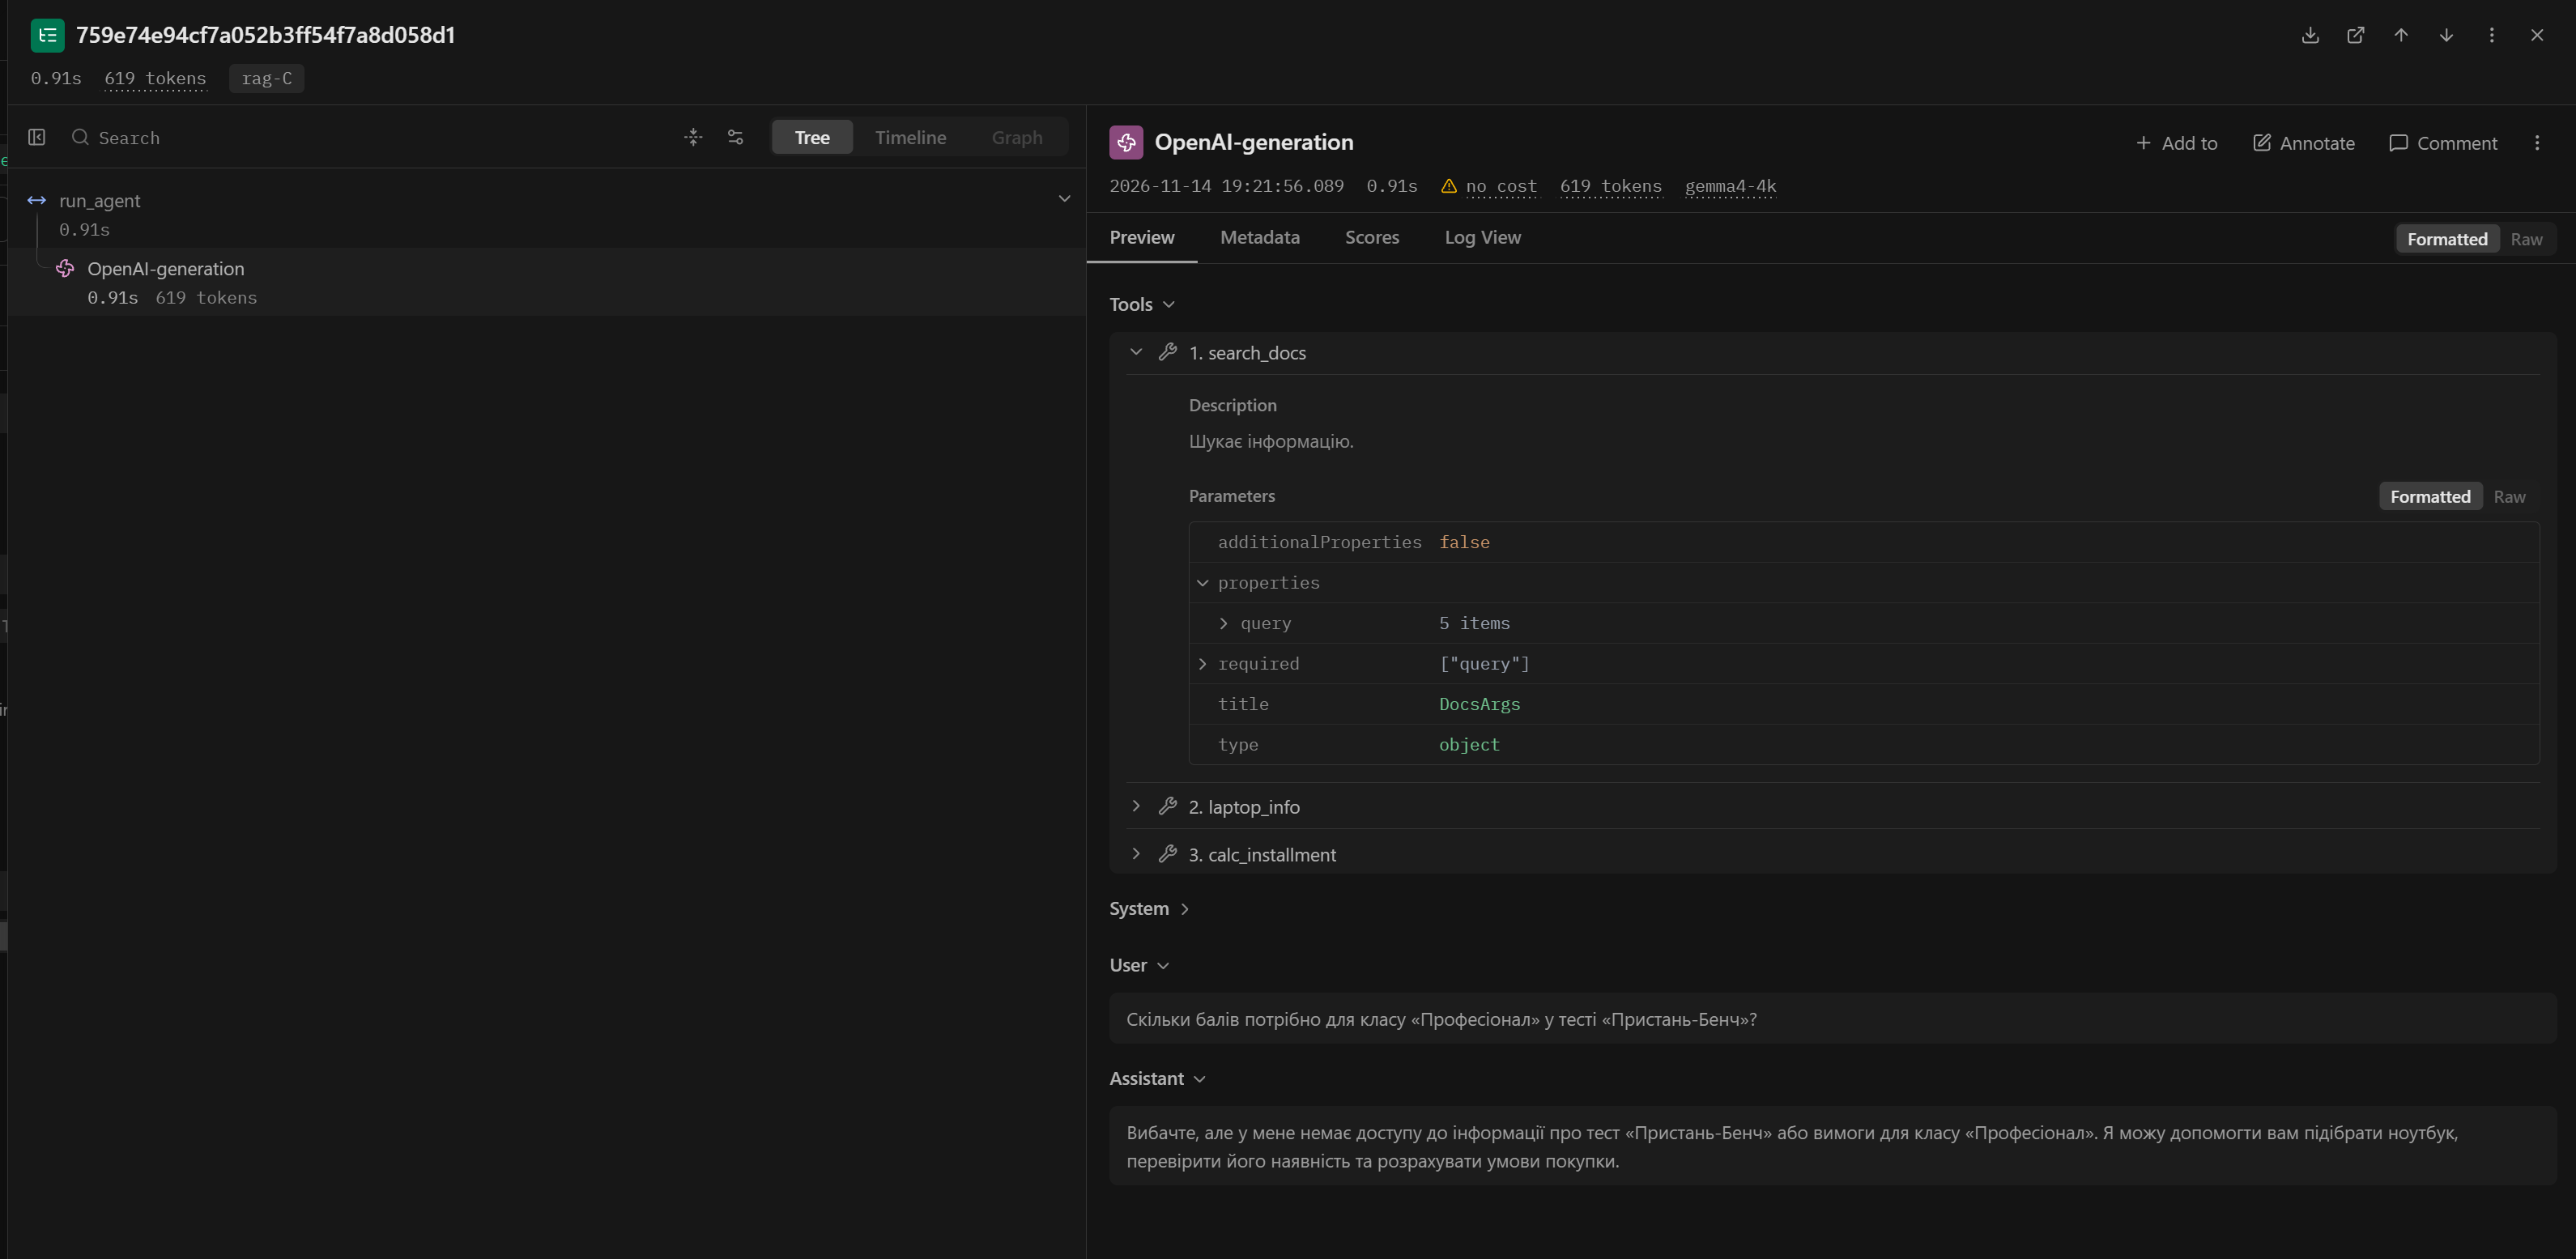 759e74e94cf7a052b3ff54f7a8d058d1
0.91s 619 tokens rag-C
Search
Tree Timeline Graph
run_agent
0.91s
OpenAI-generation
0.91s 619 tokens
OpenAI-generation
Add to Annotate Comment
2026-11-14 19:21:56.089 0.91s no cost 619 tokens gemma4-4k
Preview Metadata Scores Log View
Formatted Raw
Tools
1. search_docs
Description
Шукає інформацію.
Parameters
Formatted Raw
additionalProperties false
properties
query 5 items
required ["query"]
title DocsArgs
type object
2. laptop_info
3. calc_installment
System
User
Скільки балів потрібно для класу «Професіонал» у тесті «Пристань-Бенч»?
Assistant
Вибачте, але у мене немає доступу до інформації про тест «Пристань-Бенч» або вимоги для класу «Професіонал». Я можу допомогти вам підібрати ноутбук,
перевірити його наявність та розрахувати умови покупки.